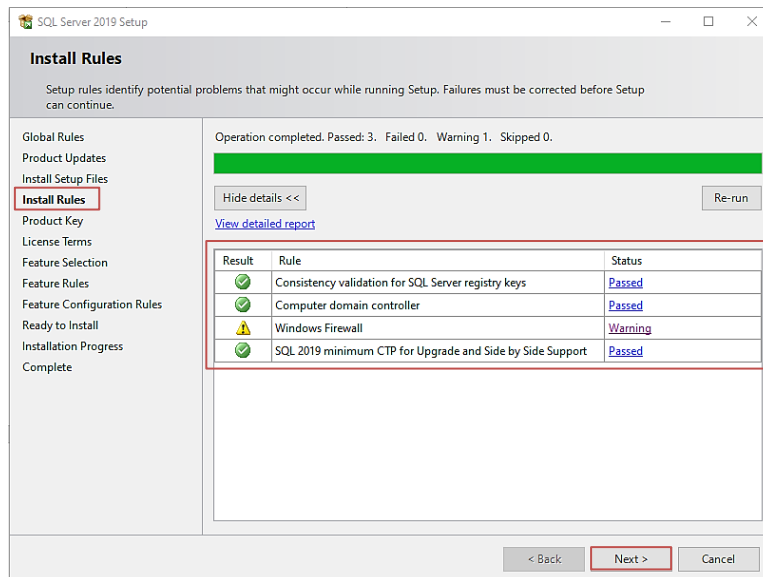 SQL Server 2019 Setup
Install Rules
Setup rules identify potential problems that might occur while running Setup. Failures must be corrected before Setup
can continue.
Global Rules
Product Updates
Install Setup Files
Install Rules
Product Key
License Terms
Feature Selection
Feature Rules
Feature Configuration Rules
Ready to Install
Installation Progress
Complete
Operation completed. Passed: 3.   Failed 0.   Warning 1.   Skipped 0.
Hide details <<
Re-run
View detailed report
Result Rule Status
Consistency validation for SQL Server registry keys Passed
Computer domain controller Passed
Windows Firewall Warning
SQL 2019 minimum CTP for Upgrade and Side by Side Support Passed
< Back Next > Cancel